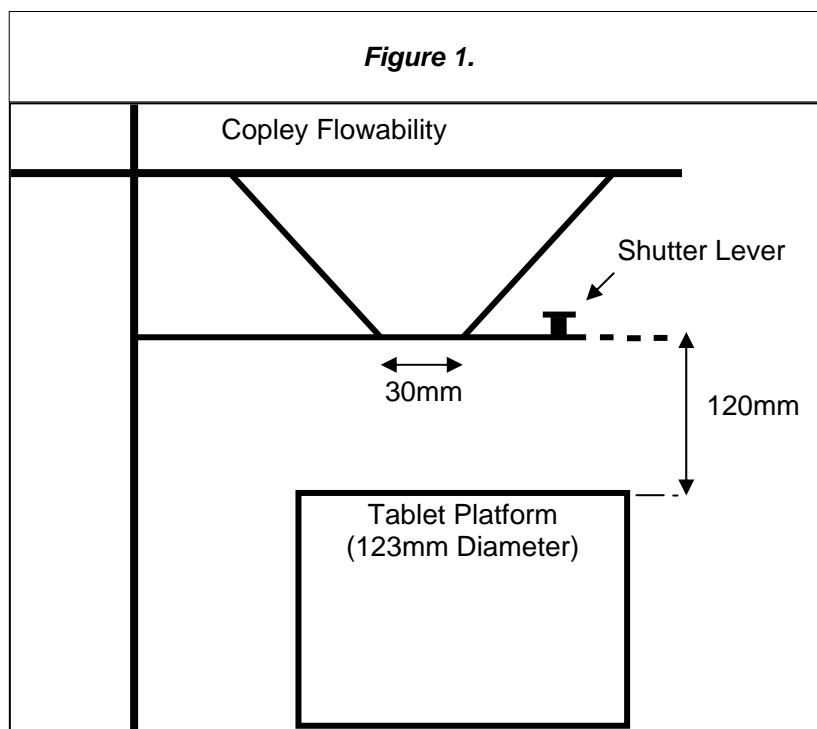 Figure 1.
Copley Flowability
Shutter Lever
30mm
120mm
Tablet Platform
(123mm Diameter)